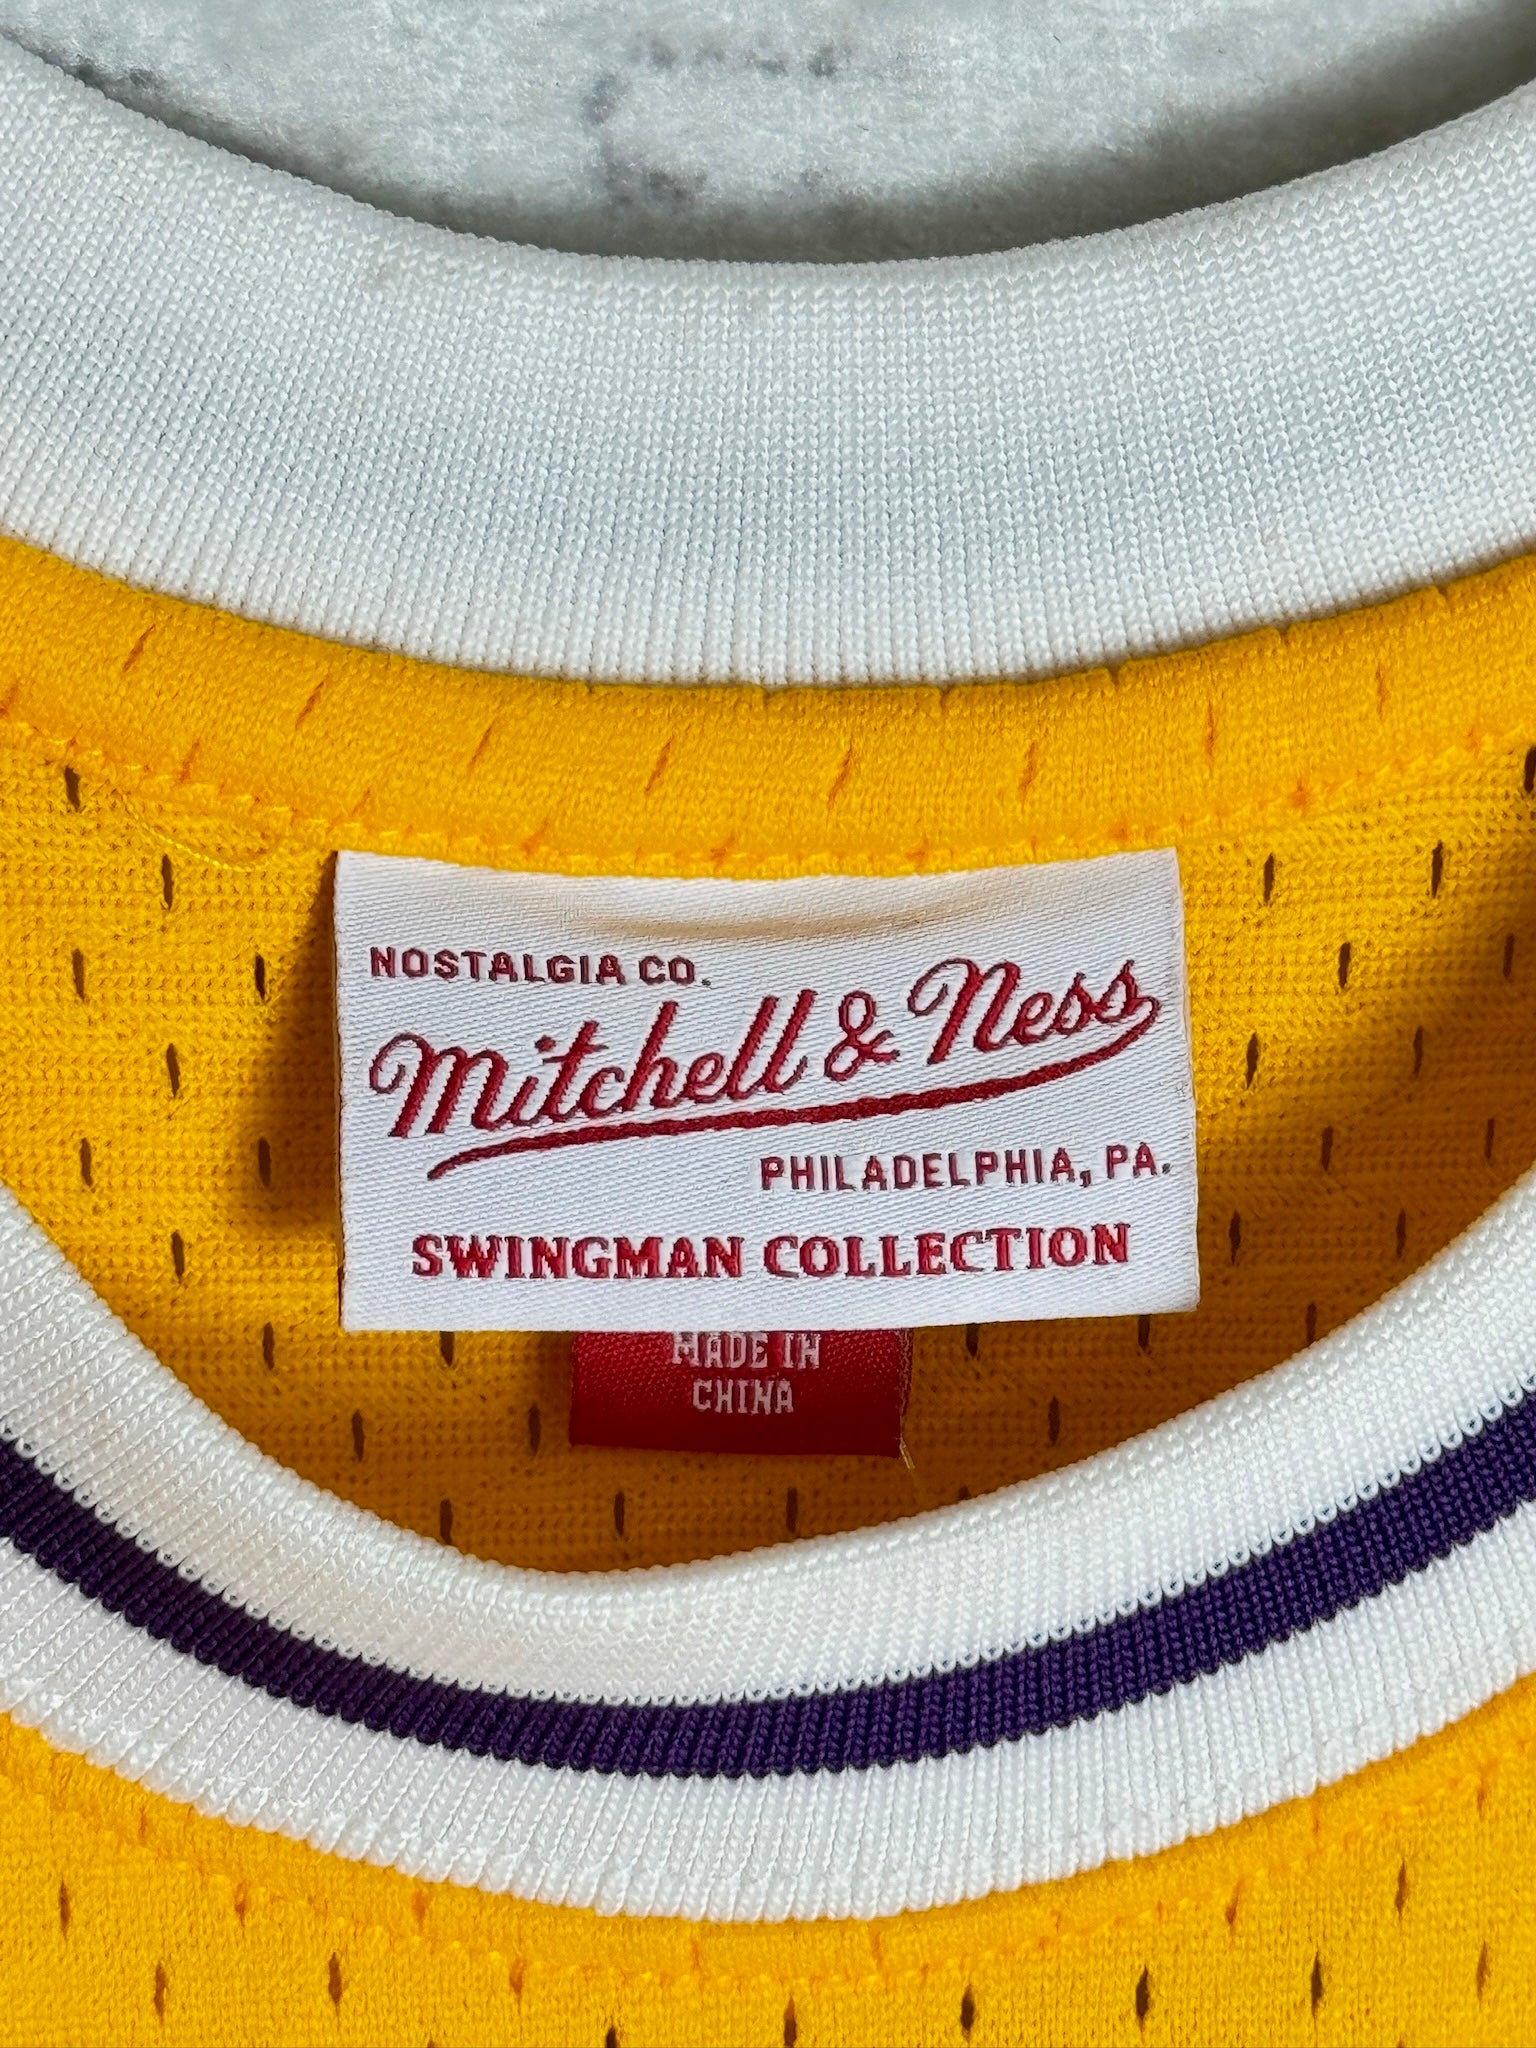 NOSTALGIA CO.
Mitchell & Ness
PHILADELPHIA, PA.
SWINGMAN COLLECTION
MADE IN
CHINA